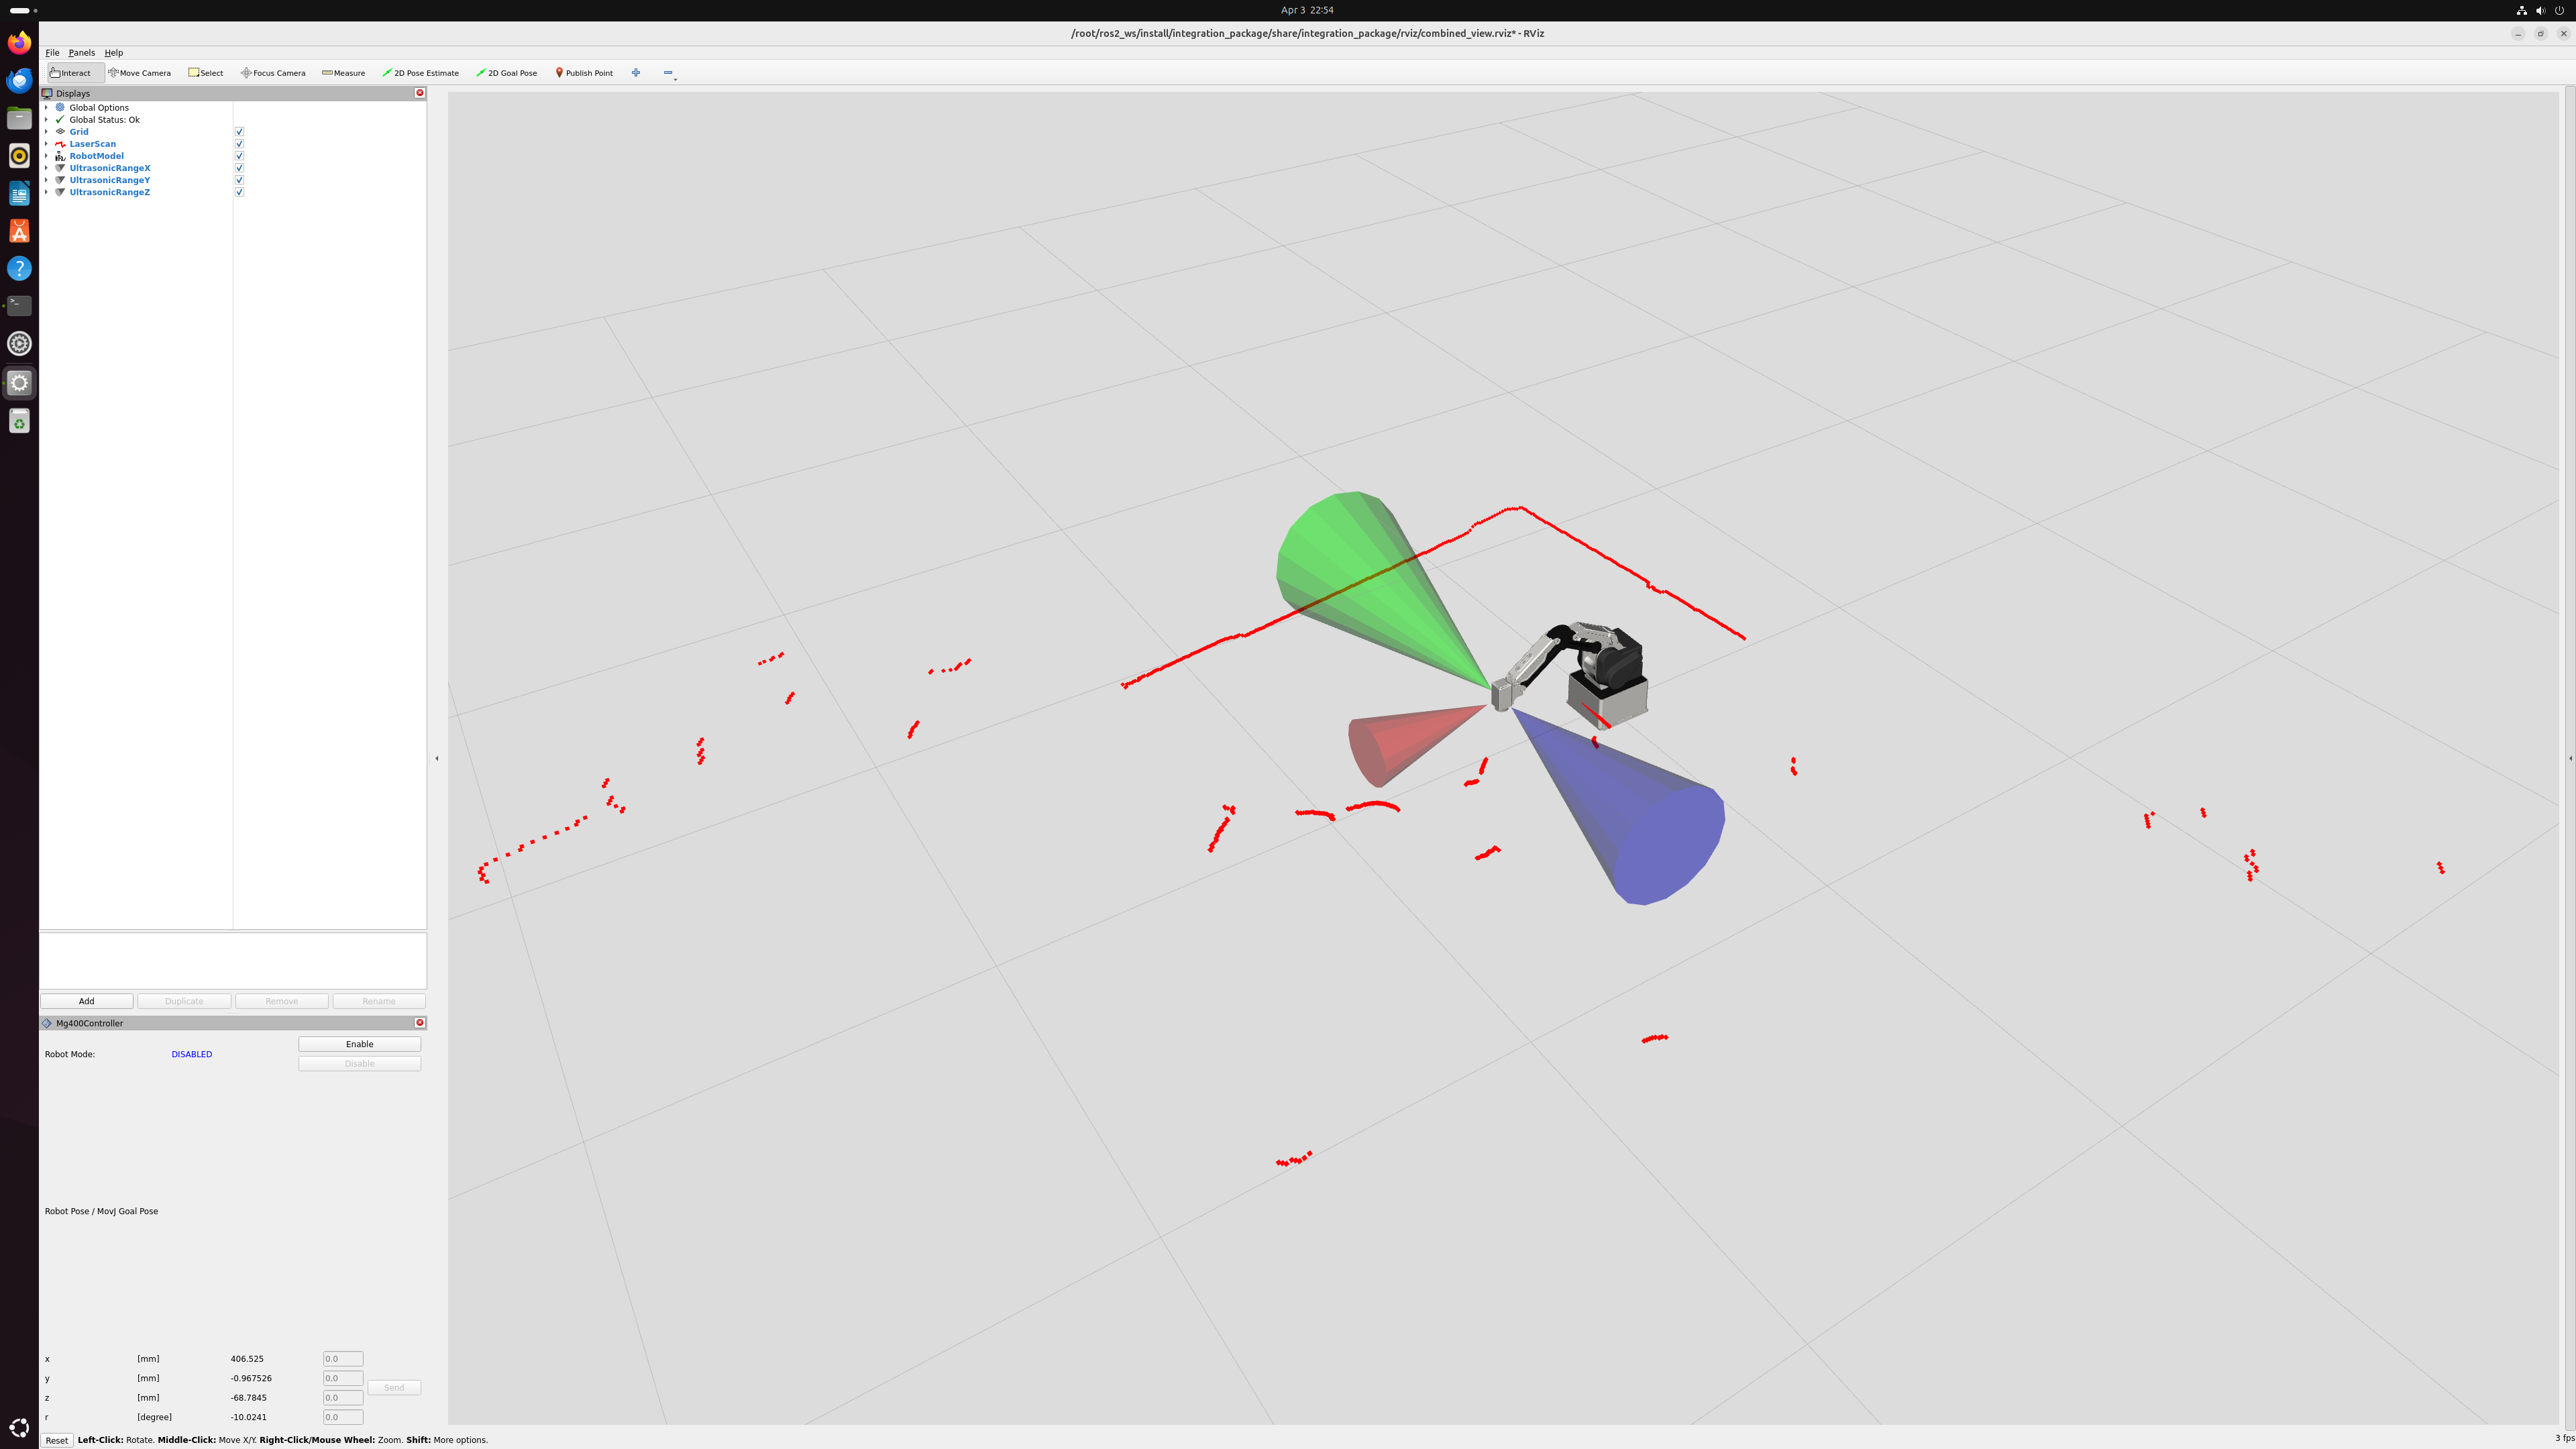 Apr 3 22:54
/root/ros2_ws/install/integration_package/share/integration_package/rviz/combined_view.rviz* - RViz
File Panels Help
Interact Move Camera Select Focus Camera Measure 2D Pose Estimate 2D Goal Pose Publish Point
Displays
Global Options
Global Status: Ok
Grid
LaserScan
RobotModel
UltrasonicRangeX
UltrasonicRangeY
UltrasonicRangeZ
Add Duplicate Remove Rename
Mg400Controller
Enable
Robot Mode: DISABLED
Disable
Robot Pose / MovJ Goal Pose
x [mm] 406.525 0.0
y [mm] -0.967526 0.0
Send
z [mm] -68.7845 0.0
r [degree] -10.0241 0.0
Reset Left-Click: Rotate. Middle-Click: Move X/Y. Right-Click/Mouse Wheel: Zoom. Shift: More options. 3 fps